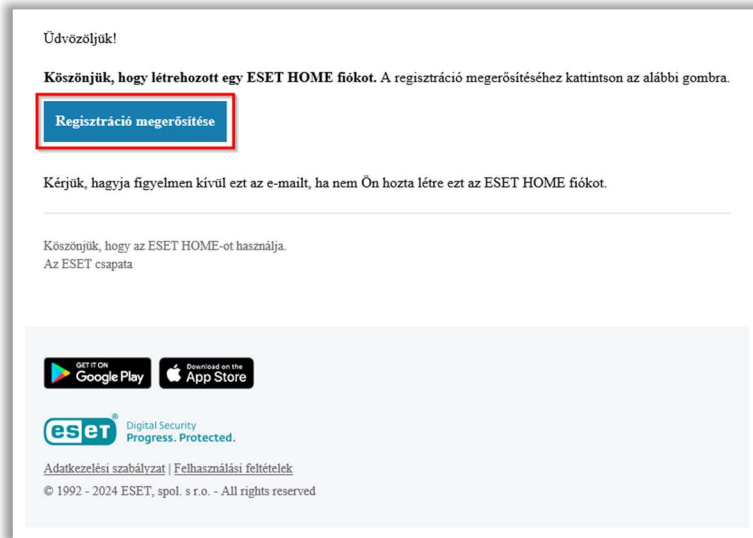 Üdvözöljük!
Köszönjük, hogy létrehozott egy ESET HOME fiókot. A regisztráció megerősítéséhez kattintson az alábbi gombra.
Regisztráció megerősítése
Kérjük, hagyja figyelmen kívül ezt az e-mailt, ha nem Ön hozta létre ezt az ESET HOME fiókot.
Köszönjük, hogy az ESET HOME-ot használja.
Az ESET csapata
GET IT ON
Google Play
Download on the
App Store
eset®
Digital Security
Progress. Protected.
Adatkezelési szabályzat | Felhasználási feltételek
© 1992 - 2024 ESET, spol. s r.o. - All rights reserved